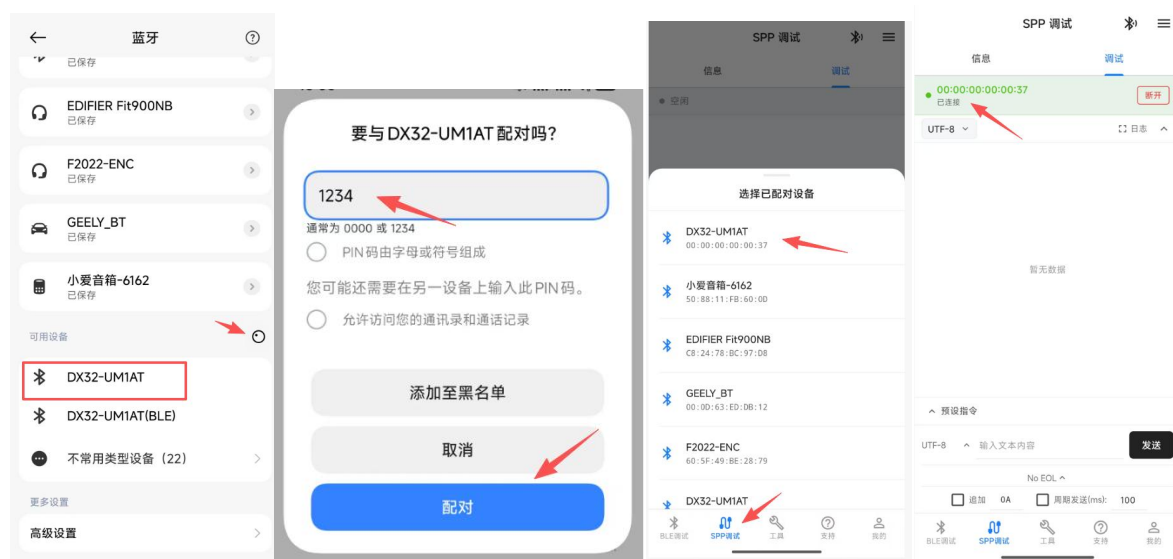 蓝牙
已保存
EDIFIER Fit900NB
已保存
F2022-ENC
已保存
GEELY_BT
已保存
小爱音箱-6162
已保存
可用设备
DX32-UM1AT
DX32-UM1AT(BLE)
不常用类型设备（22）
更多设置
高级设置
要与DX32-UM1AT配对吗?
1234
通常为 0000 或 1234
PIN码由字母或符号组成
您可能还需要在另一设备上输入此PIN码。
允许访问您的通讯录和通话记录
添加至黑名单
取消
配对
SPP 调试
信息 调试
空闲
选择已配对设备
DX32-UM1AT
00:00:00:00:00:37
小爱音箱-6162
50:88:11:FB:60:0D
EDIFIER Fit900NB
C8:24:78:BC:97:D8
GEELY_BT
00:0D:63:ED:DB:12
F2022-ENC
60:5F:49:BE:28:79
DX32-UM1AT
BLE调试 SPP调试 工具 支持 我的
SPP 调试
信息 调试
00:00:00:00:00:37
已连接
断开
UTF-8 日志
暂无数据
预设指令
UTF-8 输入文本内容 发送
No EOL
追加 0A 周期发送(ms): 100
BLE调试 SPP调试 工具 支持 我的